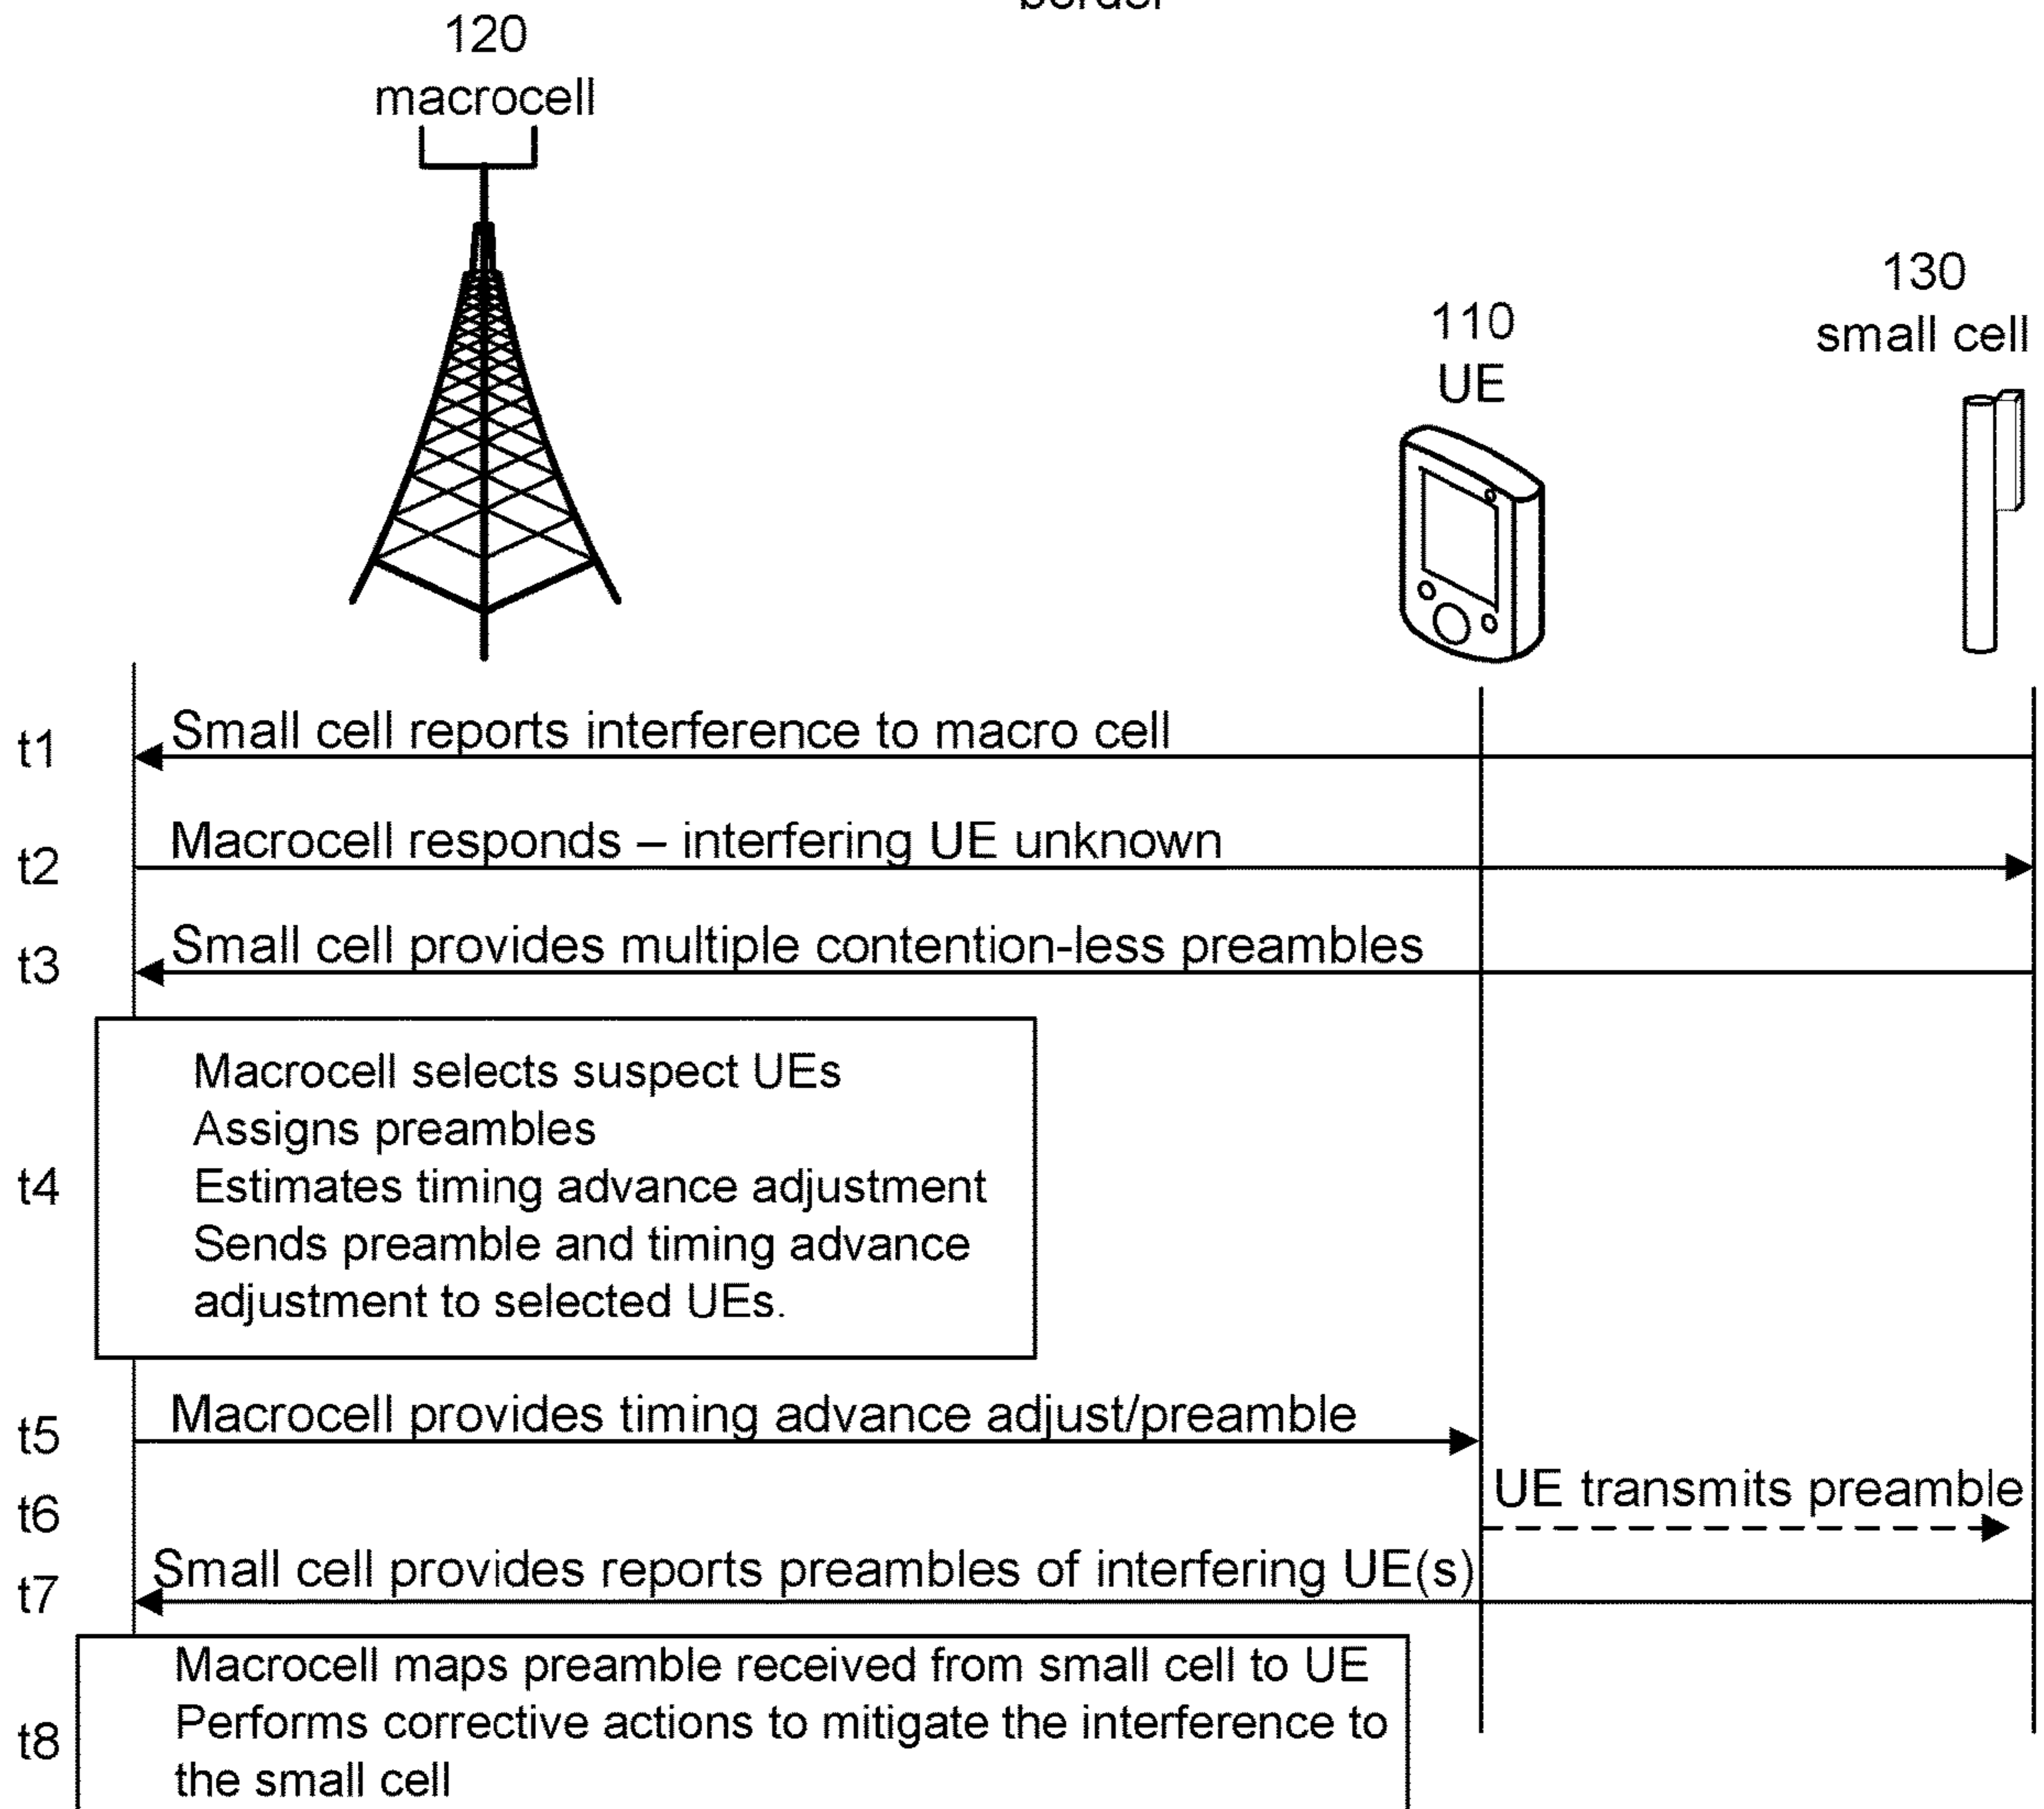 border
120
macrocell
110
UE
130
small cell
t1
Small cell reports interference to macro cell
t2
Macrocell responds – interfering UE unknown
t3
Small cell provides multiple contention-less preambles
t4
Macrocell selects suspect UEs
Assigns preambles
Estimates timing advance adjustment
Sends preamble and timing advance
adjustment to selected UEs.
t5
Macrocell provides timing advance adjust/preamble
t6
UE transmits preamble
t7
Small cell provides reports preambles of interfering UE(s)
t8
Macrocell maps preamble received from small cell to UE
Performs corrective actions to mitigate the interference to
the small cell